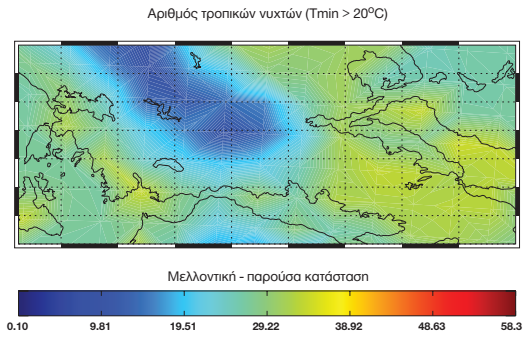 Αριθμός τροπικών νυχτών (Tmin > 20°C)
Μελλοντική - παρούσα κατάσταση
0.10 9.81 19.51 29.22 38.92 48.63 58.3